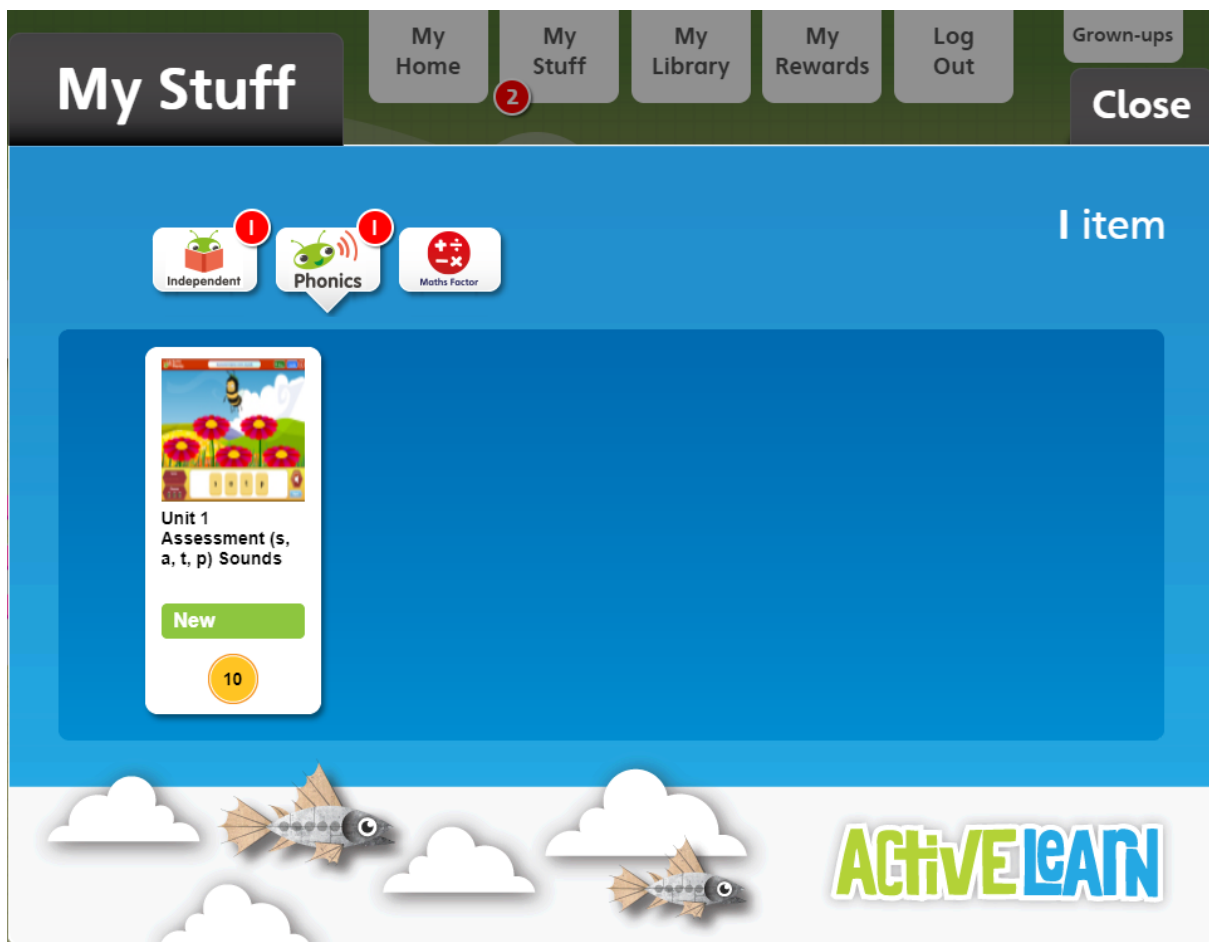 My Home
My Stuff
My Library
My Rewards
Log Out
Grown-ups
My Stuff
2
Close
1 item
1
1
Independent
Phonics
Maths Factor
Unit 1
Assessment (s,
a, t, p) Sounds
New
10
ACTIVE LEARN